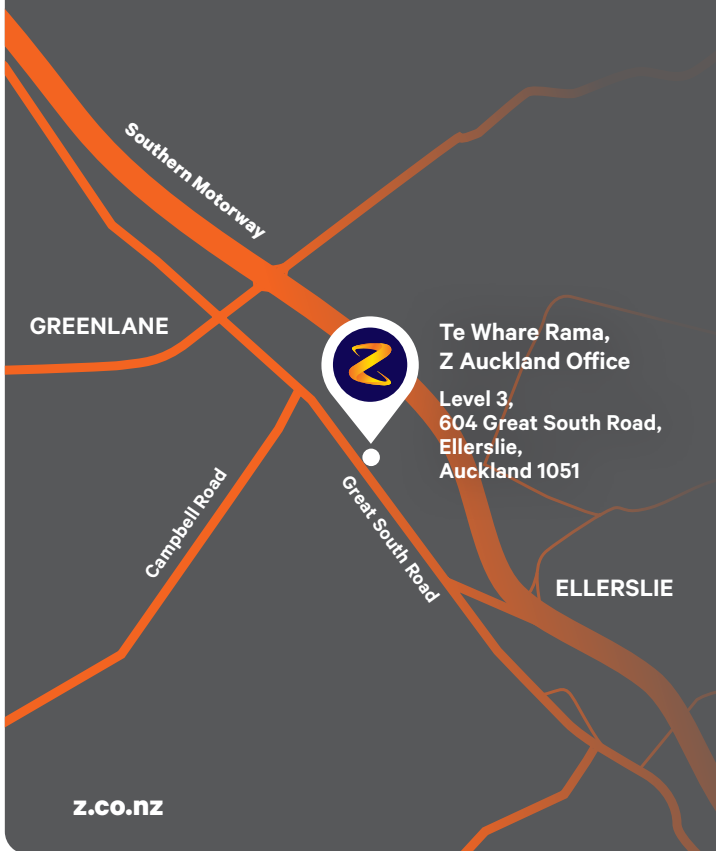 Southern Motorway
GREENLANE
Te Whare Rama,
Z Auckland Office
Level 3,
604 Great South Road,
Ellerslie,
Auckland 1051
Z
Campbell Road
Great South Road
ELLERSLIE
z.co.nz